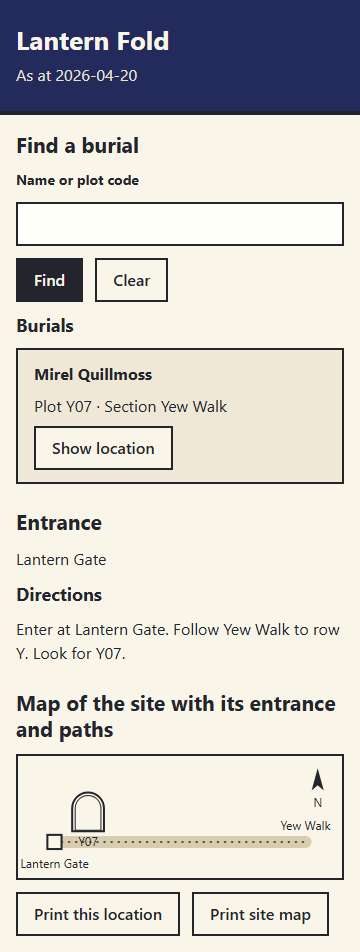 Lantern Fold
As at 2026-04-20
Find a burial
Name or plot code
Find
Clear
Burials
Mirel Quillmoss
Plot Y07 · Section Yew Walk
Show location
Entrance
Lantern Gate
Directions
Enter at Lantern Gate. Follow Yew Walk to row
Y. Look for Y07.
Map of the site with its entrance
and paths
N
Yew Walk
Y07
Lantern Gate
Print this location
Print site map